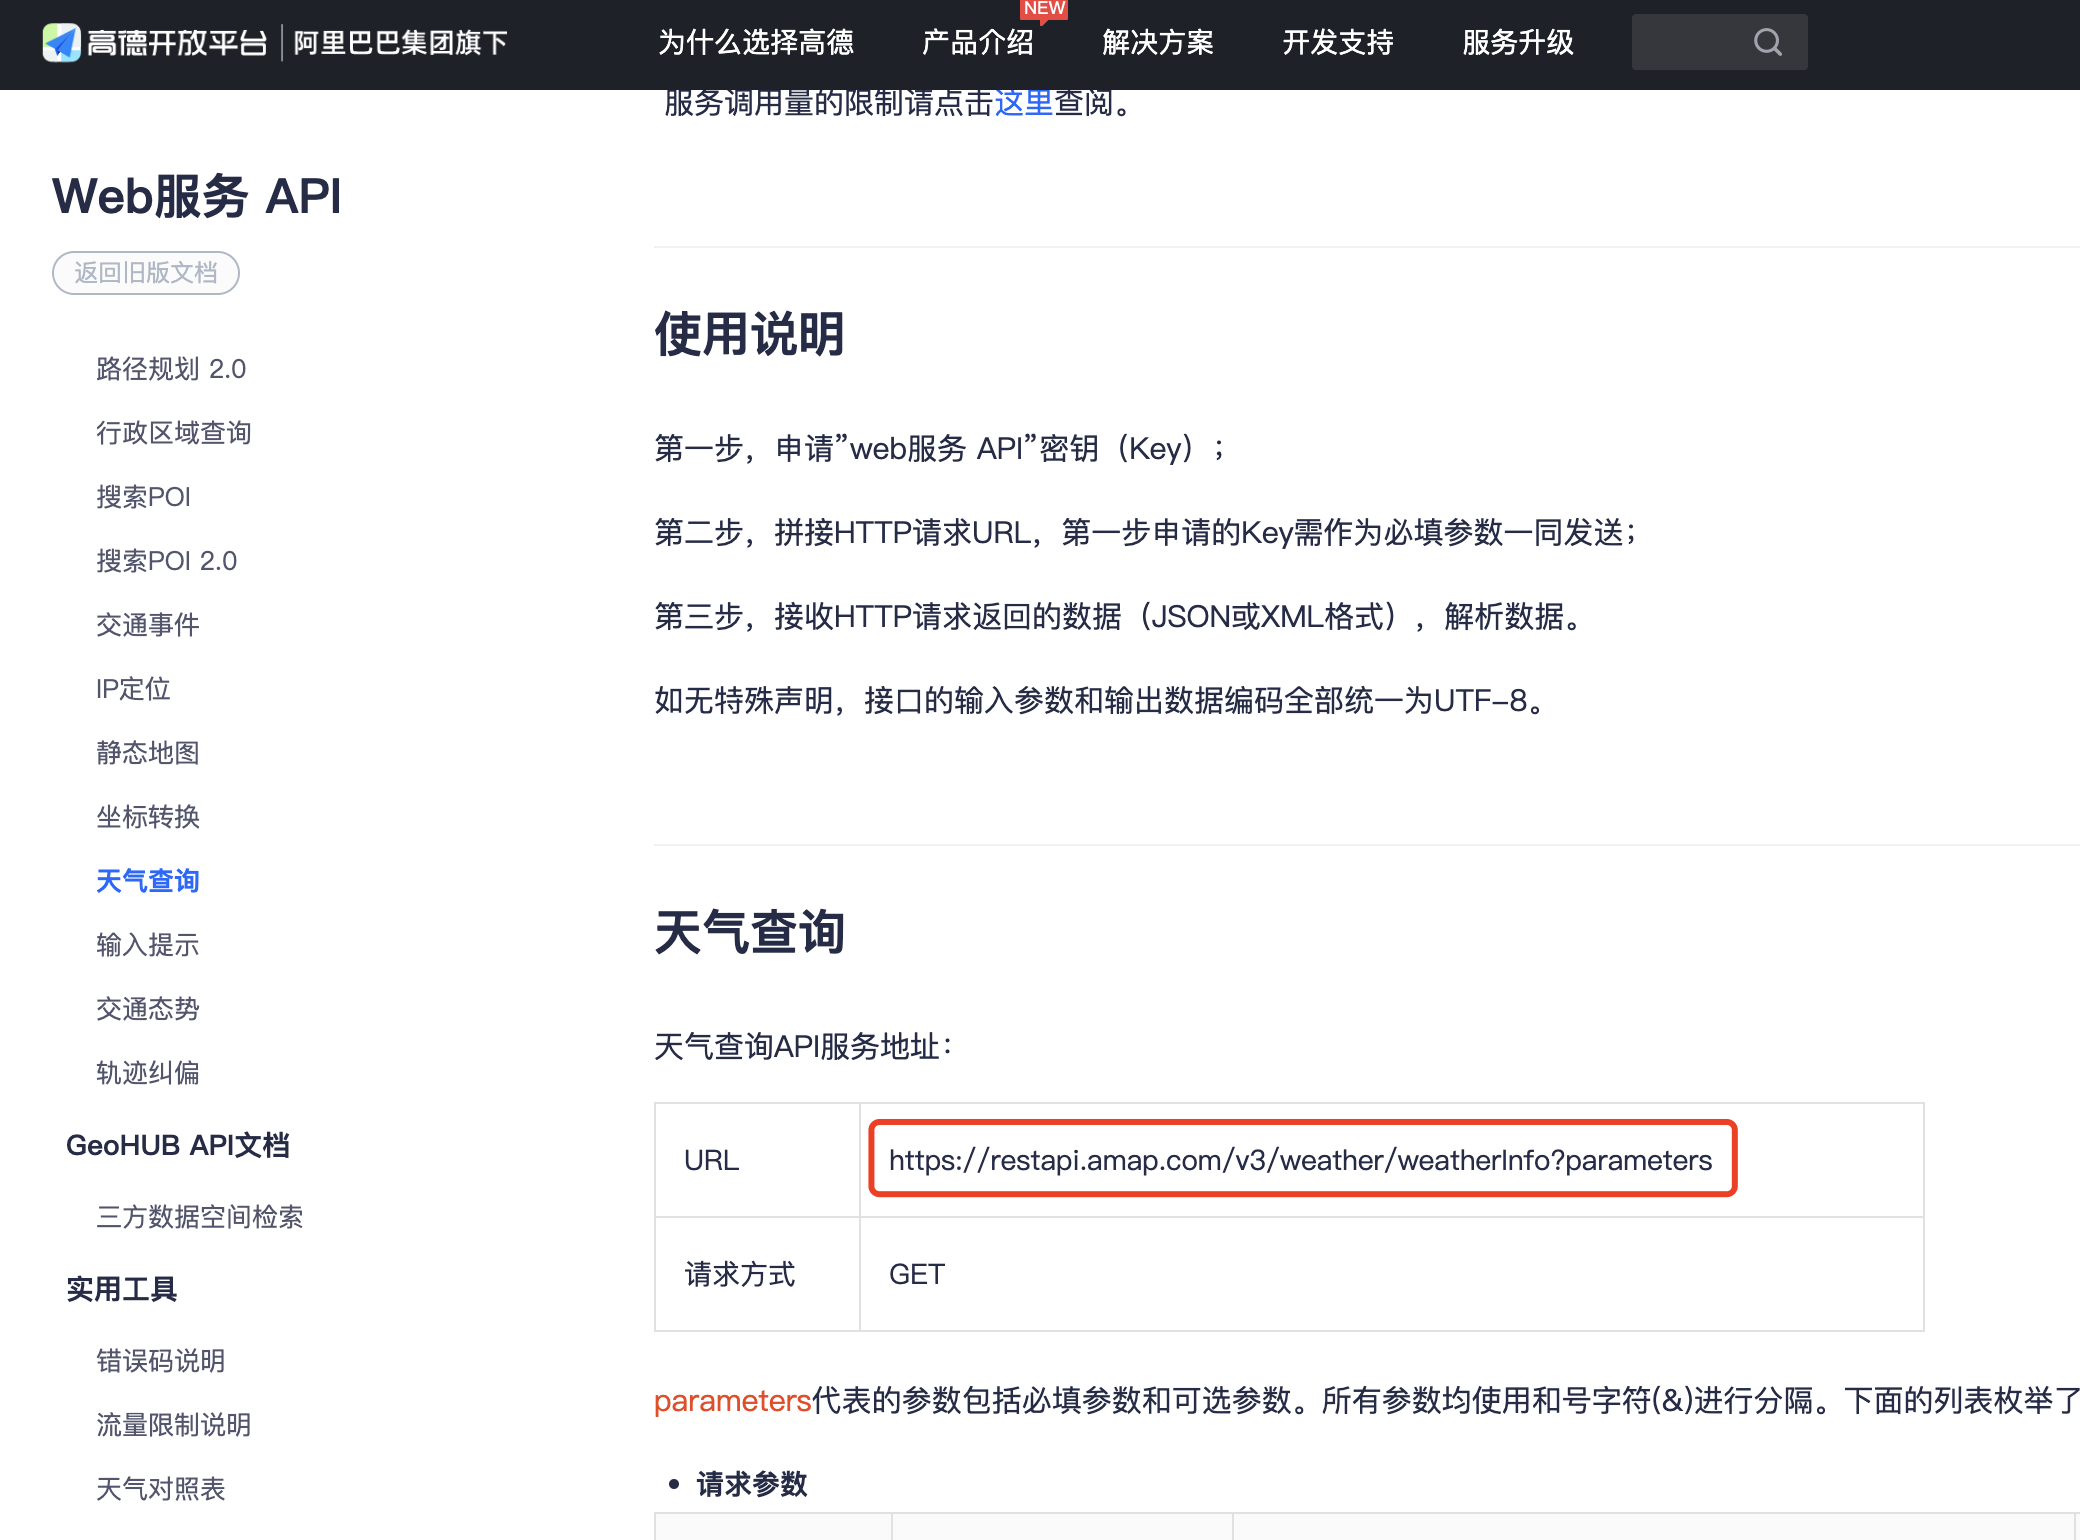 高德开放平台 | 阿里巴巴集团旗下
为什么选择高德
产品介绍
NEW
解决方案
开发支持
服务升级
服务调用量的限制请点击这里查阅。
Web服务 API
返回旧版文档
路径规划 2.0
行政区域查询
搜索POI
搜索POI 2.0
交通事件
IP定位
静态地图
坐标转换
天气查询
输入提示
交通态势
轨迹纠偏
GeoHUB API文档
三方数据空间检索
实用工具
错误码说明
流量限制说明
天气对照表
使用说明
第一步，申请”web服务 API”密钥（Key）；
第二步，拼接HTTP请求URL，第一步申请的Key需作为必填参数一同发送；
第三步，接收HTTP请求返回的数据（JSON或XML格式），解析数据。
如无特殊声明，接口的输入参数和输出数据编码全部统一为UTF-8。
天气查询
天气查询API服务地址：
URL
https://restapi.amap.com/v3/weather/weatherInfo?parameters
请求方式
GET
parameters代表的参数包括必填参数和可选参数。所有参数均使用和号字符(&)进行分隔。下面的列表枚举了
• 请求参数